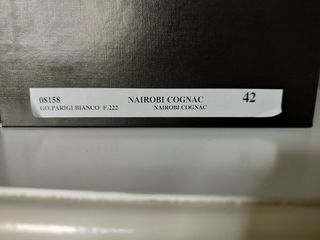 08158 NAIROBI COGNAC 42
GO.PARIGI BIANCO F.222 NAIROBI COGNAC